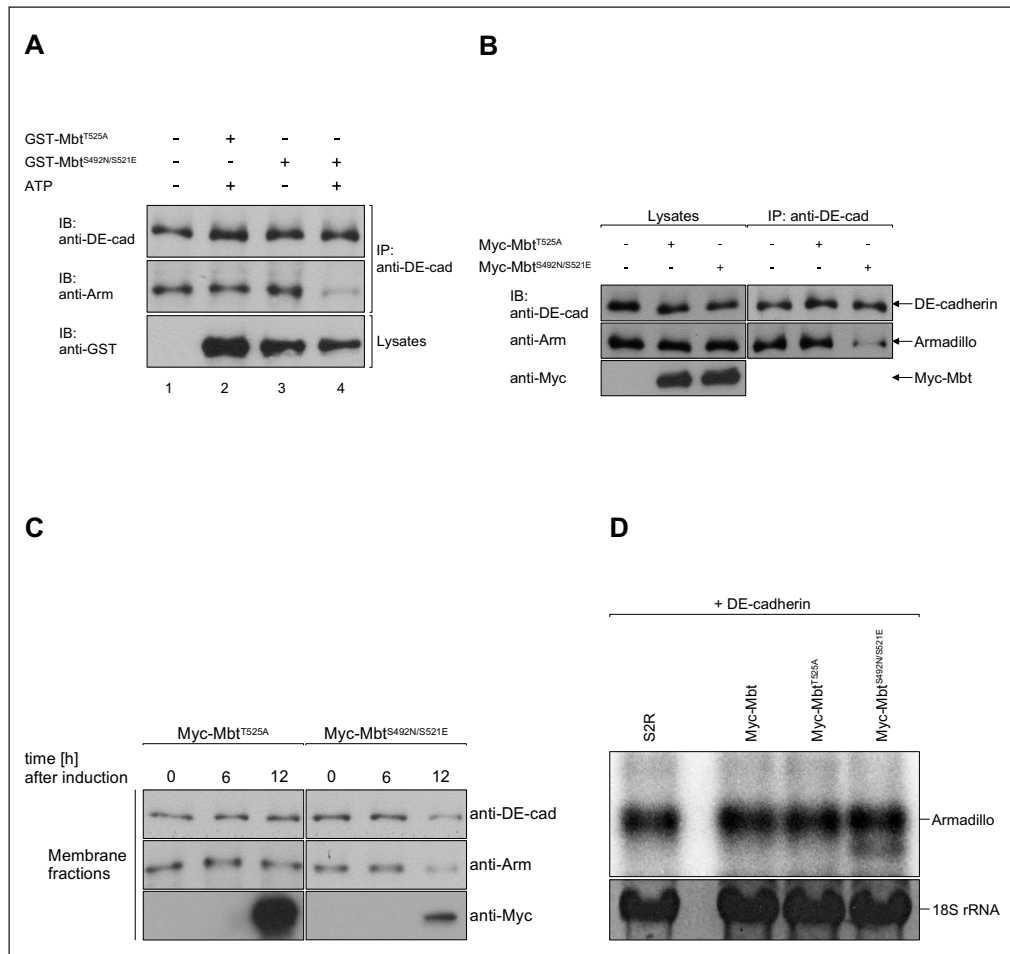 A
GST-MbtT525A - + - -
GST-MbtS492N/S521E - - + +
ATP - + - +
IB:
anti-DE-cad
IB:
anti-Arm
IP:
anti-DE-cad
IB:
anti-GST
Lysates
1 2 3 4
B
Lysates IP: anti-DE-cad
Myc-MbtT525A - + - - + -
Myc-MbtS492N/S521E - - + - - +
IB:
anti-DE-cad
DE-cadherin
anti-Arm Armadillo
anti-Myc Myc-Mbt
C
Myc-MbtT525A Myc-MbtS492N/S521E
time [h]
after induction 0 6 12 0 6 12
anti-DE-cad
Membrane
fractions
anti-Arm
anti-Myc
D
+ DE-cadherin
S2R
Myc-Mbt
Myc-MbtT525A
Myc-MbtS492N/S521E
Armadillo
18S rRNA